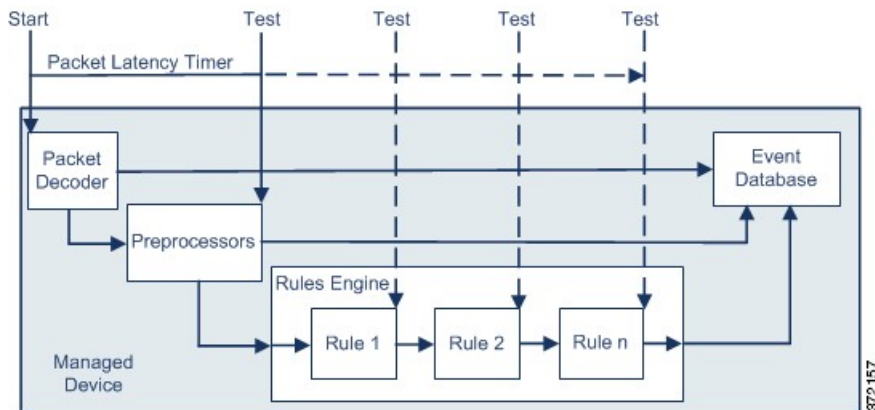 Start
Test
Test
Test
Test
Packet Latency Timer
Packet
Decoder
Event
Database
Preprocessors
Rules Engine
Rule 1
Rule 2
Rule n
Managed
Device
372157